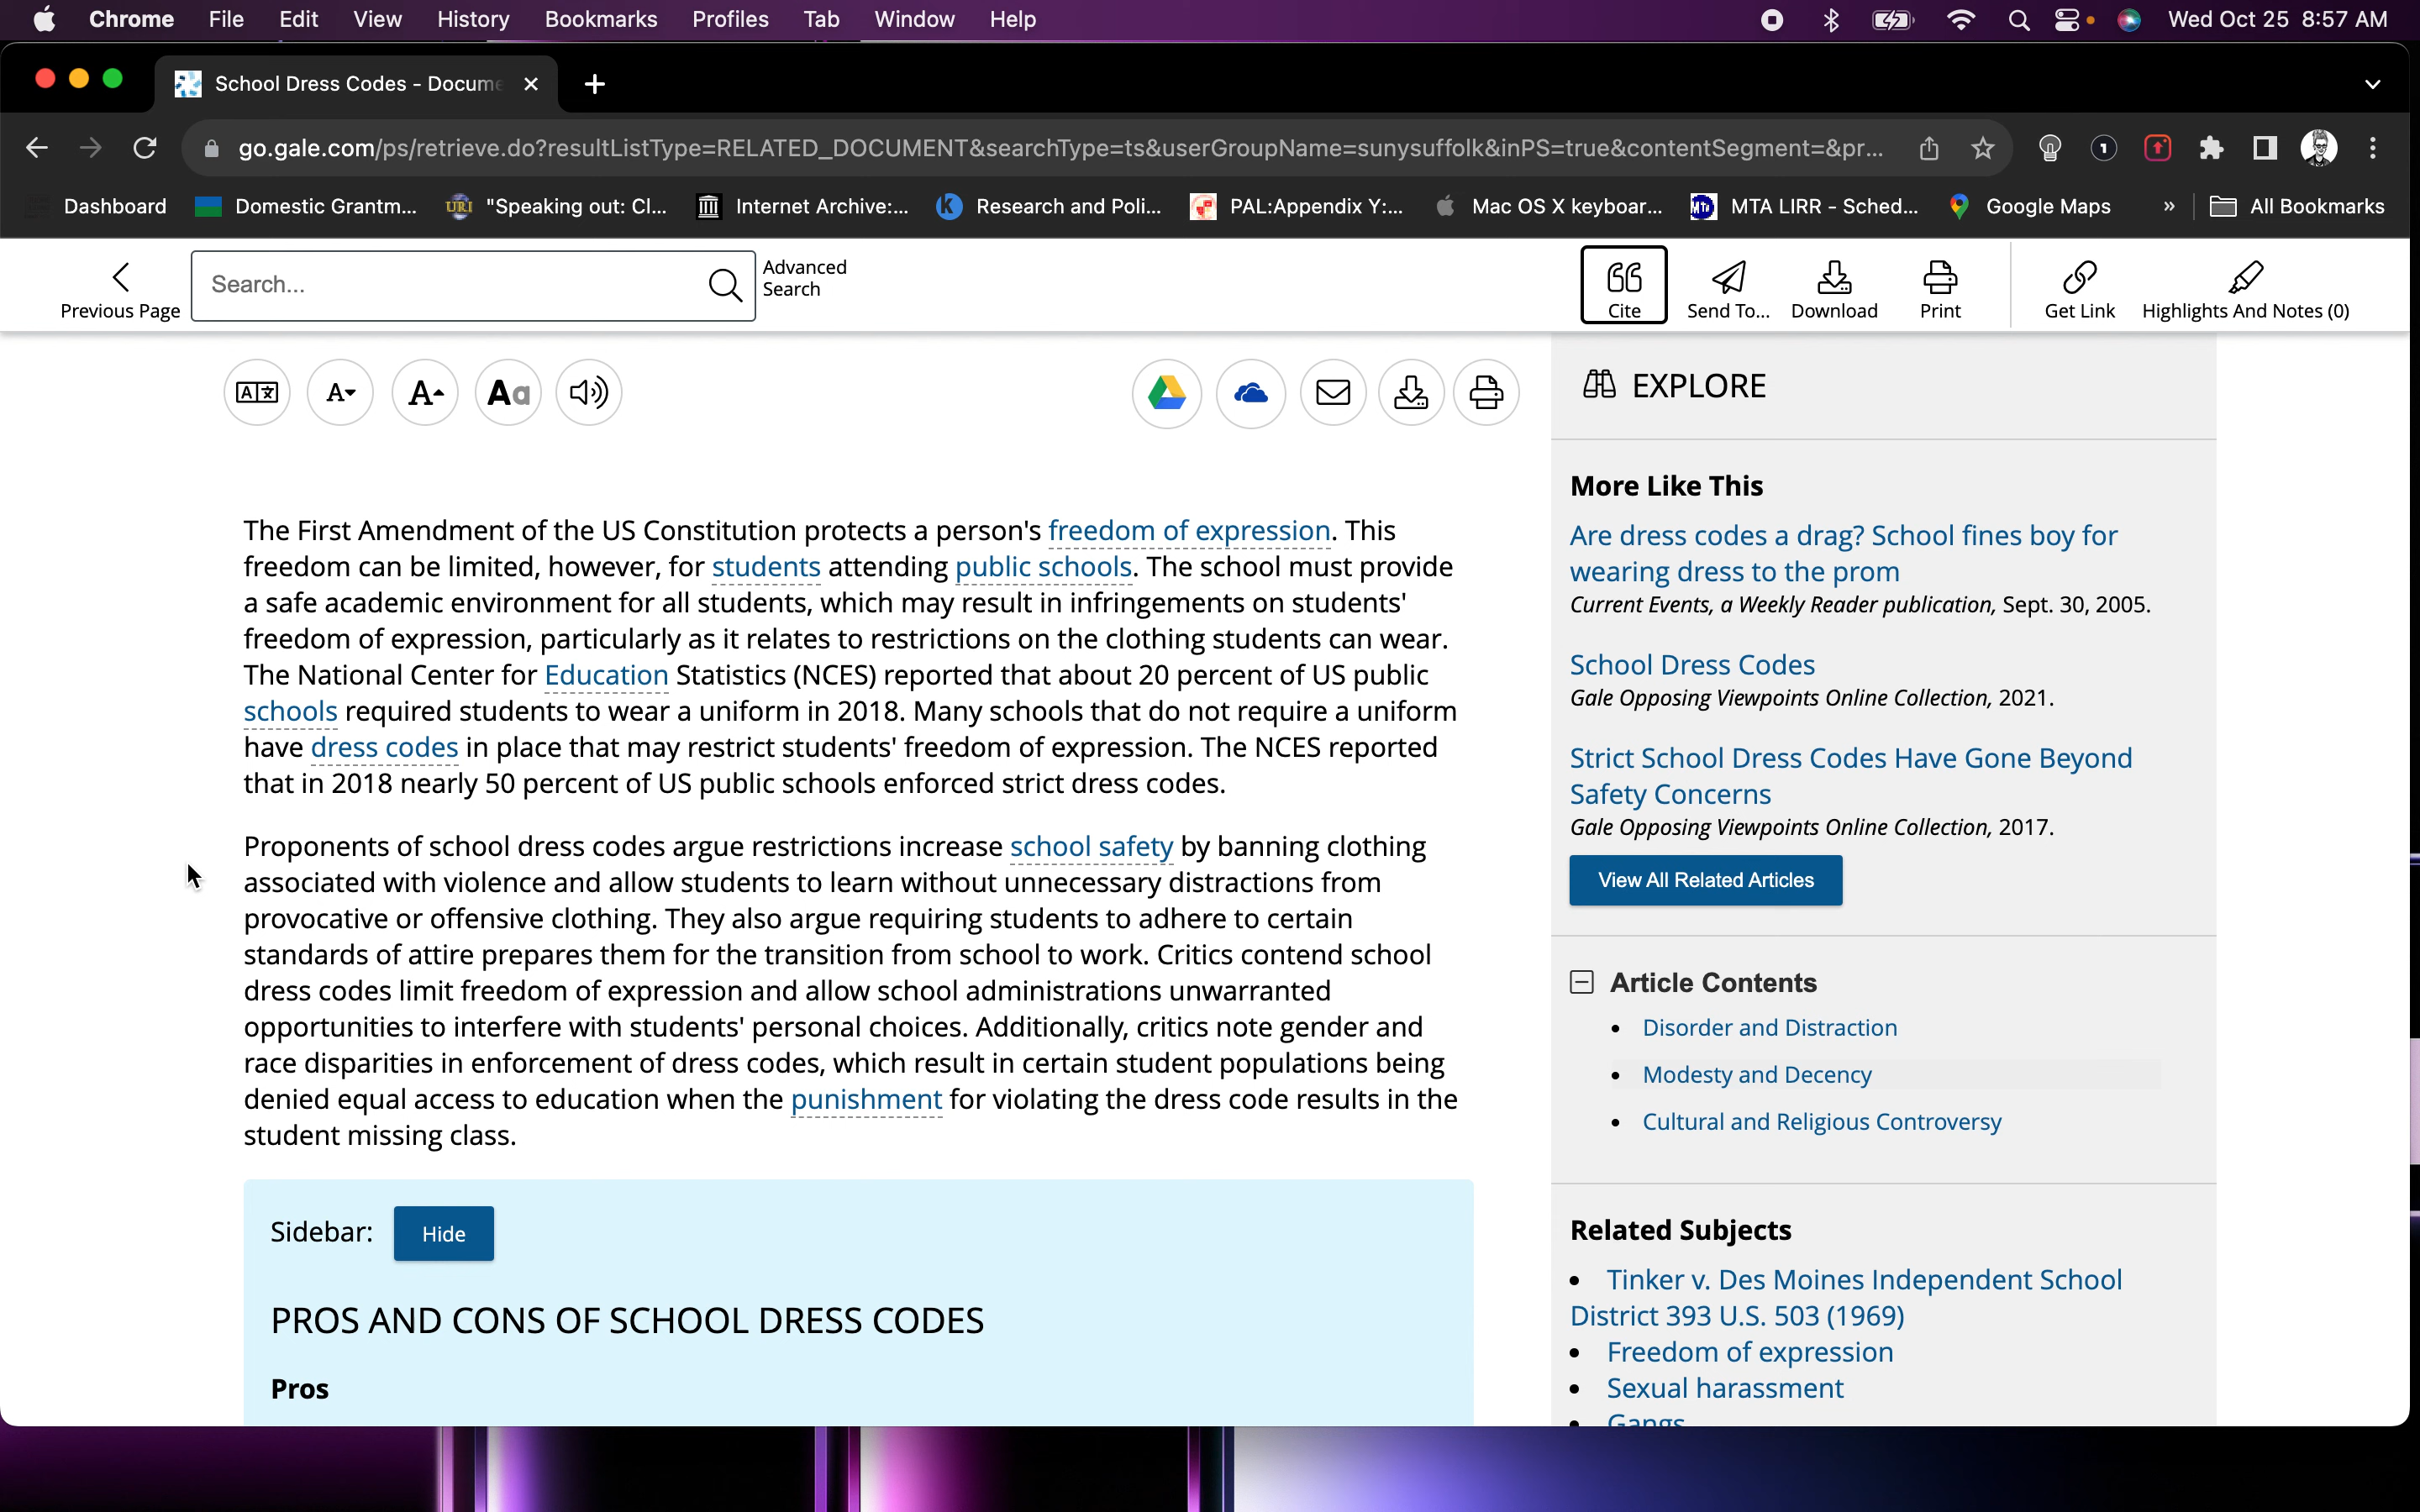 Chrome File Edit View History Bookmarks Profiles Tab Window Help Wed Oct 25 8:57 AM
School Dress Codes - Docume
go.gale.com/ps/retrieve.do?resultListType=RELATED_DOCUMENT&searchType=ts&userGroupName=sunysuffolk&inPS=true&contentSegment=&pr...
Dashboard Domestic Grantm... "Speaking out: Cl... Internet Archive:... Research and Poli... PAL:Appendix Y:... Mac OS X keyboar... MTA LIRR - Sched... Google Maps » All Bookmarks
Previous Page
Search...
Advanced
Search
Cite Send To... Download Print Get Link Highlights And Notes (0)
The First Amendment of the US Constitution protects a person's freedom of expression. This
freedom can be limited, however, for students attending public schools. The school must provide
a safe academic environment for all students, which may result in infringements on students'
freedom of expression, particularly as it relates to restrictions on the clothing students can wear.
The National Center for Education Statistics (NCES) reported that about 20 percent of US public
schools required students to wear a uniform in 2018. Many schools that do not require a uniform
have dress codes in place that may restrict students' freedom of expression. The NCES reported
that in 2018 nearly 50 percent of US public schools enforced strict dress codes.
Proponents of school dress codes argue restrictions increase school safety by banning clothing
associated with violence and allow students to learn without unnecessary distractions from
provocative or offensive clothing. They also argue requiring students to adhere to certain
standards of attire prepares them for the transition from school to work. Critics contend school
dress codes limit freedom of expression and allow school administrations unwarranted
opportunities to interfere with students' personal choices. Additionally, critics note gender and
race disparities in enforcement of dress codes, which result in certain student populations being
denied equal access to education when the punishment for violating the dress code results in the
student missing class.
Sidebar: Hide
PROS AND CONS OF SCHOOL DRESS CODES
Pros
EXPLORE
More Like This
Are dress codes a drag? School fines boy for
wearing dress to the prom
Current Events, a Weekly Reader publication, Sept. 30, 2005.
School Dress Codes
Gale Opposing Viewpoints Online Collection, 2021.
Strict School Dress Codes Have Gone Beyond
Safety Concerns
Gale Opposing Viewpoints Online Collection, 2017.
View All Related Articles
Article Contents
• Disorder and Distraction
• Modesty and Decency
• Cultural and Religious Controversy
Related Subjects
• Tinker v. Des Moines Independent School
District 393 U.S. 503 (1969)
• Freedom of expression
• Sexual harassment
• Gangs